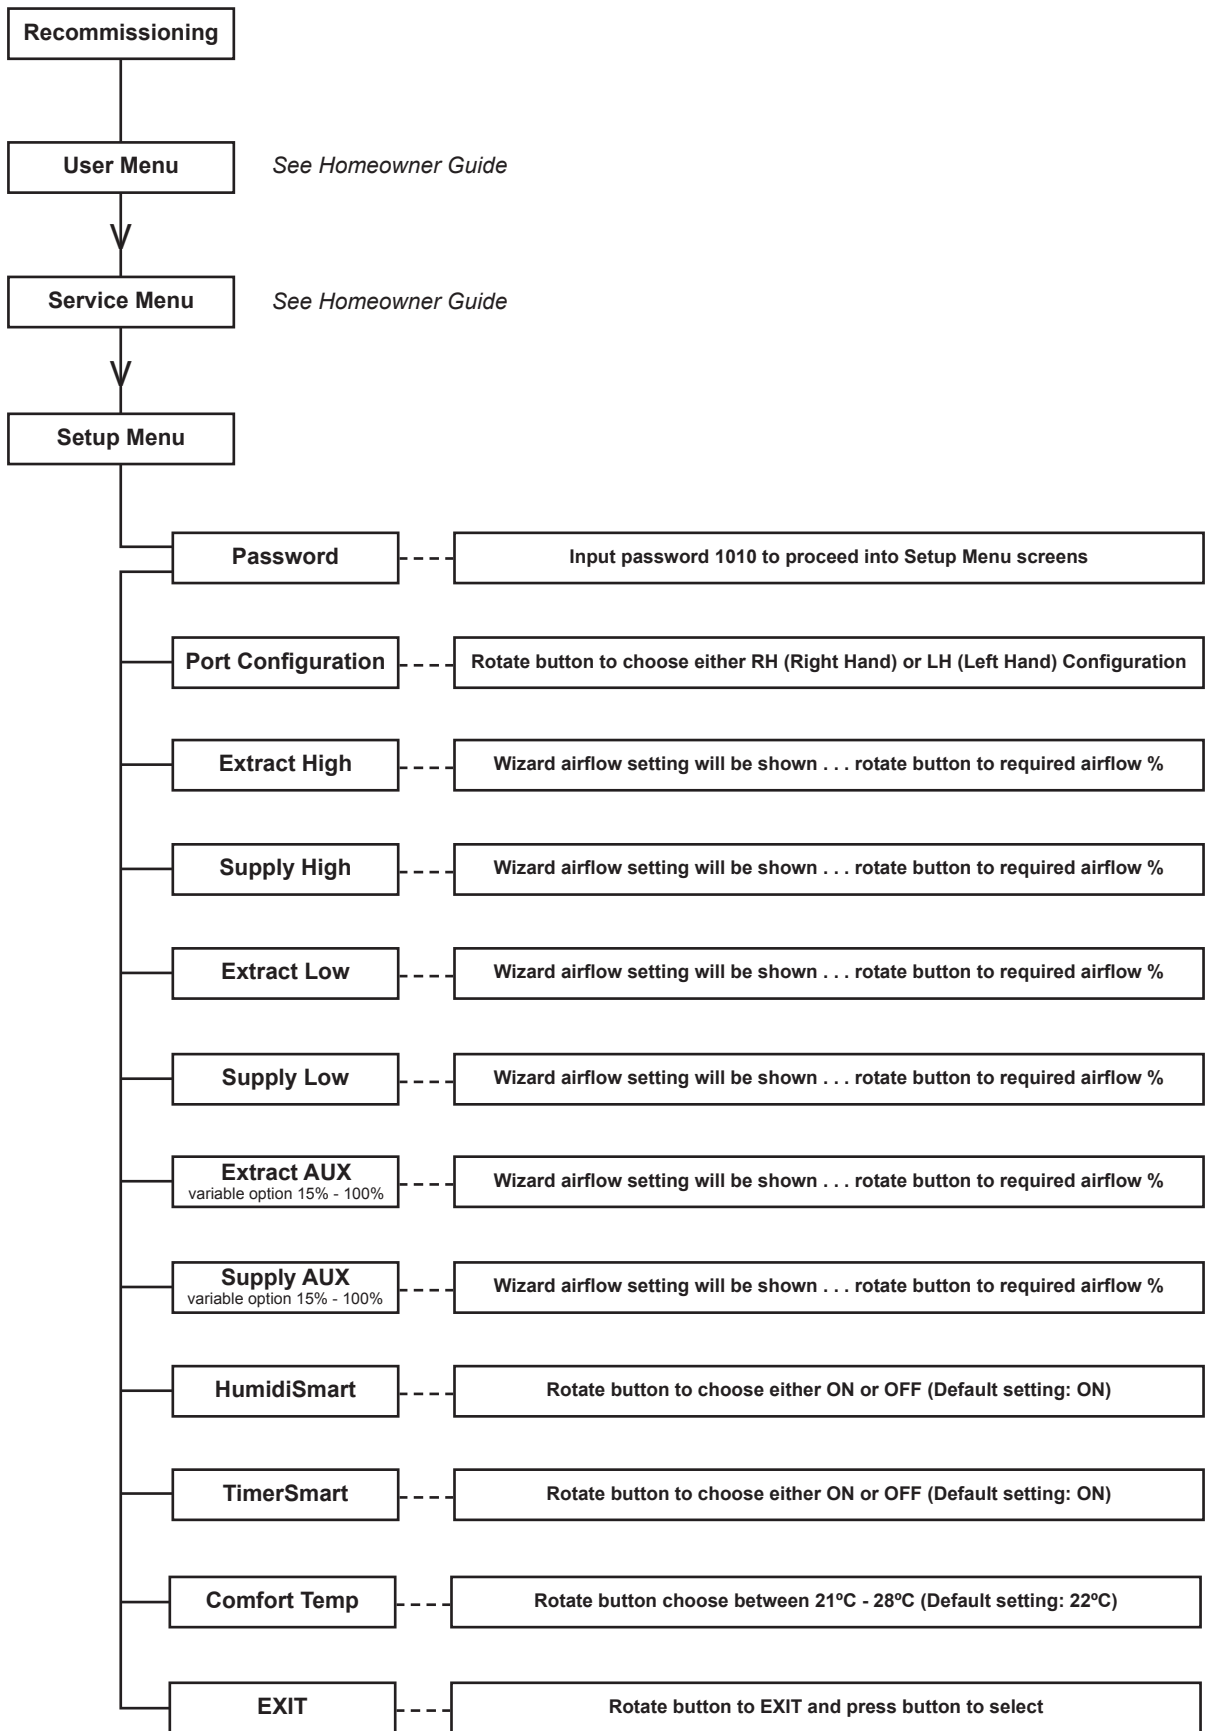 Recommissioning
User Menu
See Homeowner Guide
Service Menu
See Homeowner Guide
Setup Menu
Password
Input password 1010 to proceed into Setup Menu screens
Port Configuration
Rotate button to choose either RH (Right Hand) or LH (Left Hand) Configuration
Extract High
Wizard airflow setting will be shown . . . rotate button to required airflow %
Supply High
Wizard airflow setting will be shown . . . rotate button to required airflow %
Extract Low
Wizard airflow setting will be shown . . . rotate button to required airflow %
Supply Low
Wizard airflow setting will be shown . . . rotate button to required airflow %
Extract AUX
variable option 15% - 100%
Wizard airflow setting will be shown . . . rotate button to required airflow %
Supply AUX
variable option 15% - 100%
Wizard airflow setting will be shown . . . rotate button to required airflow %
HumidiSmart
Rotate button to choose either ON or OFF (Default setting: ON)
TimerSmart
Rotate button to choose either ON or OFF (Default setting: ON)
Comfort Temp
Rotate button choose between 21ºC - 28ºC (Default setting: 22ºC)
EXIT
Rotate button to EXIT and press button to select